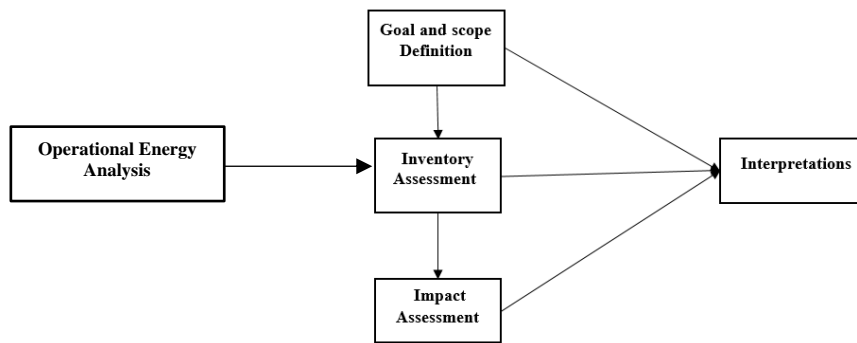 Goal and scope
Definition
Operational Energy
Analysis
Inventory
Assessment
Interpretations
Impact
Assessment